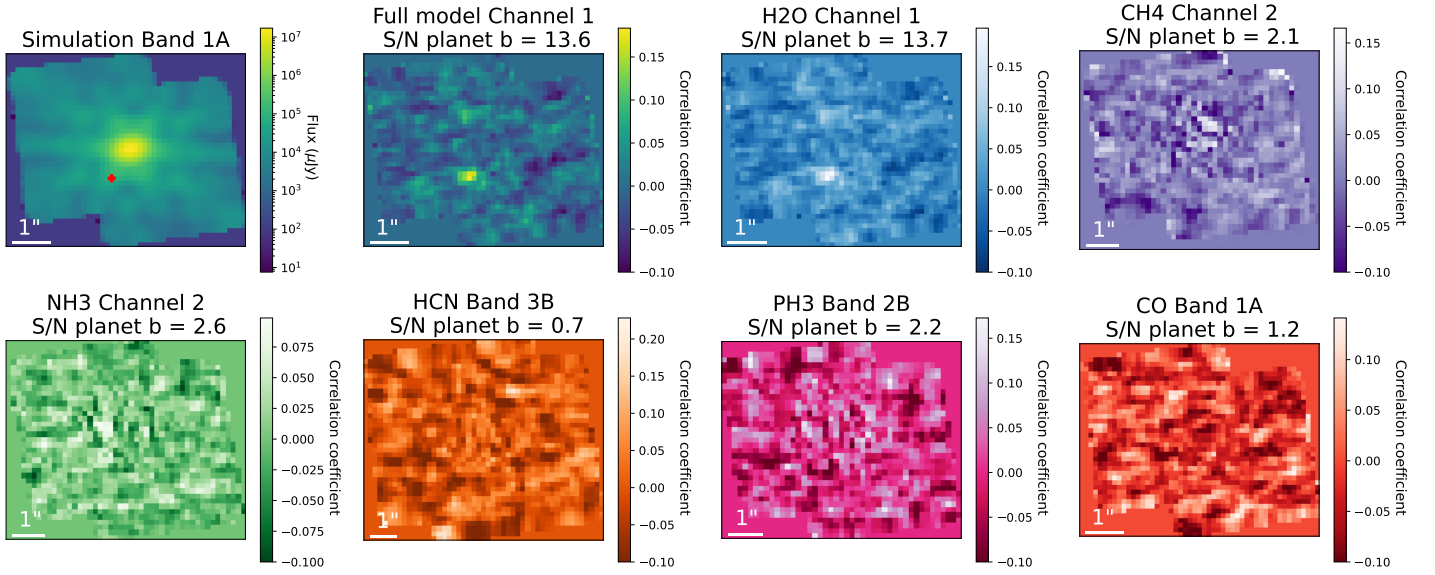 Simulation Band 1A
1"
10⁷
10⁶
10⁵
10⁴
10³
10²
10¹
Flux (μJy)
Full model Channel 1
S/N planet b = 13.6
1"
0.15
0.10
0.05
0.00
−0.05
−0.10
Correlation coefficient
H2O Channel 1
S/N planet b = 13.7
1"
0.15
0.10
0.05
0.00
−0.05
−0.10
Correlation coefficient
CH4 Channel 2
S/N planet b = 2.1
1"
0.15
0.10
0.05
0.00
−0.05
−0.10
Correlation coefficient
NH3 Channel 2
S/N planet b = 2.6
1"
0.075
0.050
0.025
0.000
−0.025
−0.050
−0.075
−0.100
Correlation coefficient
HCN Band 3B
S/N planet b = 0.7
1"
0.20
0.15
0.10
0.05
0.00
−0.05
−0.10
Correlation coefficient
PH3 Band 2B
S/N planet b = 2.2
1"
0.15
0.10
0.05
0.00
−0.05
−0.10
Correlation coefficient
CO Band 1A
S/N planet b = 1.2
1"
0.10
0.05
0.00
−0.05
−0.10
Correlation coefficient